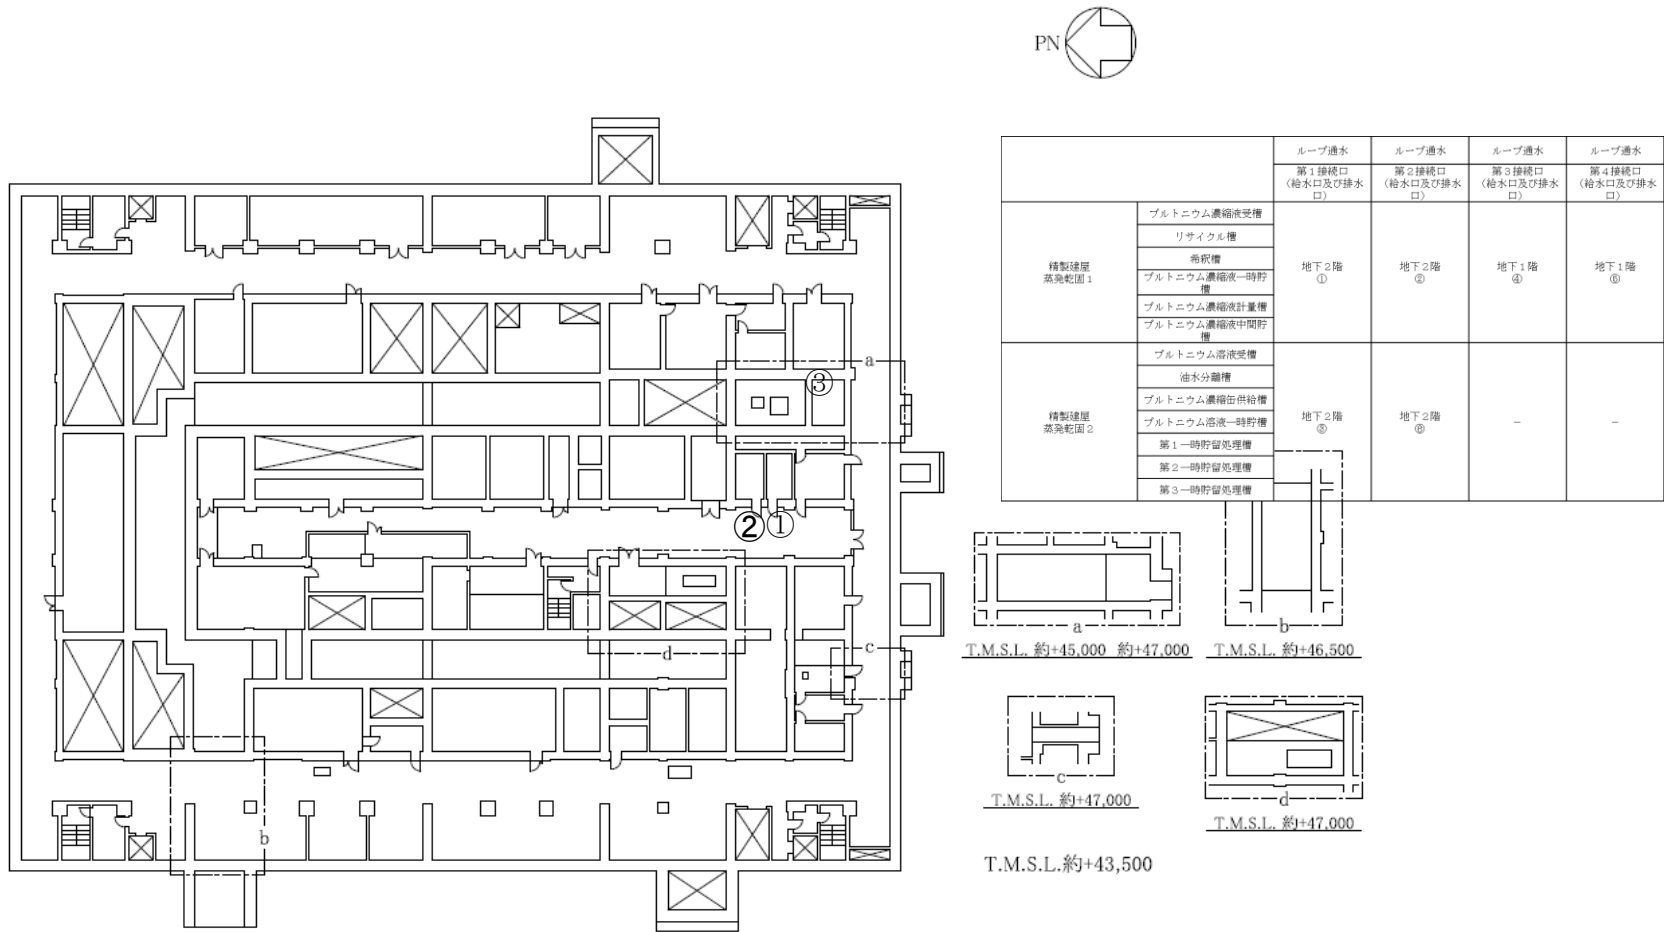 PN
ループ通水
ループ通水
ループ通水
ループ通水
第1接続口
(給水口及び排水
口)
第2接続口
(給水口及び排水
口)
第3接続口
(給水口及び排水
口)
第4接続口
(給水口及び排水
口)
精製建屋
蒸発乾固1
プルトニウム濃縮液受槽
リサイクル槽
希釈槽
プルトニウム濃縮液一時貯
槽
プルトニウム濃縮液計量槽
プルトニウム濃縮液中間貯
槽
地下2階
①
地下2階
②
地下1階
④
地下1階
精製建屋
蒸発乾固2
プルトニウム溶液受槽
油水分離槽
プルトニウム濃縮缶供給槽
プルトニウム溶液一時貯槽
第1一時貯留処理槽
第2一時貯留処理槽
第3一時貯留処理槽
地下2階
③
地下2階
－
－
a
③
②
①
d
c
b
a
T.M.S.L. 約+45,000 約+47,000
b
T.M.S.L. 約+46,500
c
T.M.S.L. 約+47,000
d
T.M.S.L. 約+47,000
T.M.S.L.約+43,500